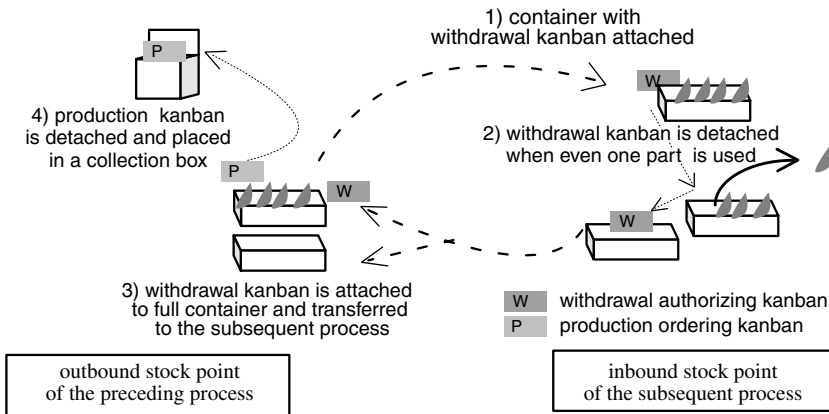 1) container with
withdrawal kanban attached
P
W
4) production kanban
is detached and placed
in a collection box
2) withdrawal kanban is detached
when even one part is used
P
W
W
3) withdrawal kanban is attached
to full container and transferred
to the subsequent process
W withdrawal authorizing kanban
P production ordering kanban
outbound stock point
of the preceding process
inbound stock point
of the subsequent process